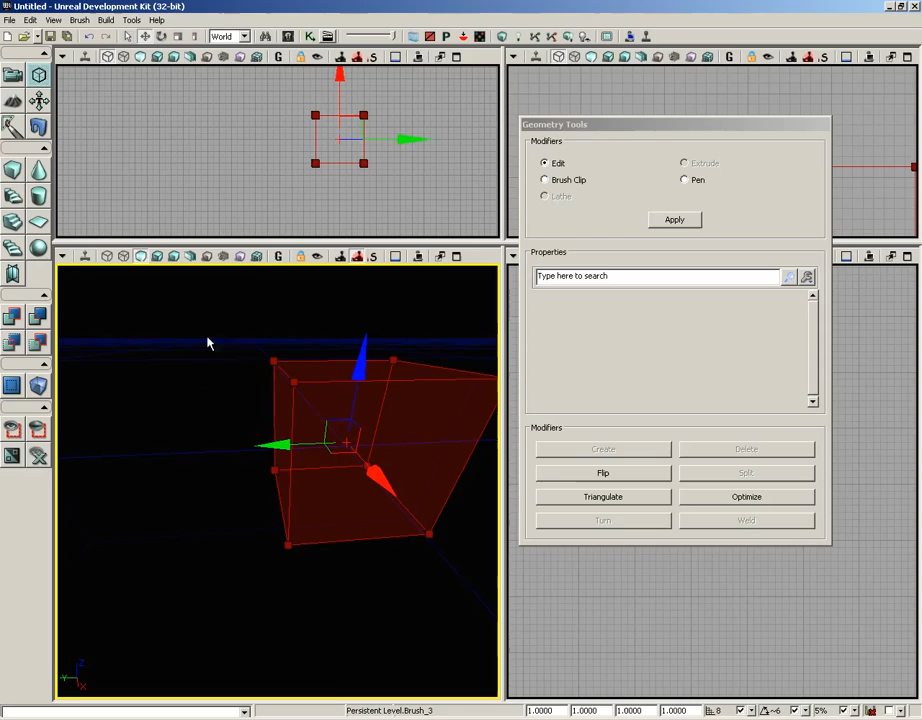 Untitled - Unreal Development Kit (32-bit)
File Edit View Brush Build Tools Help
World
K
P
G S
G S
Geometry Tools
Modifiers
Edit Extrude
Brush Clip Pen
Lathe
Apply
G S
Properties
Type here to search
Modifiers
Create Delete
Flip Split
Triangulate Optimize
Turn Weld
Z
Y
X
Persistent Level.Brush_3 1.0000 1.0000 1.0000 1.0000 8 ~6 5%